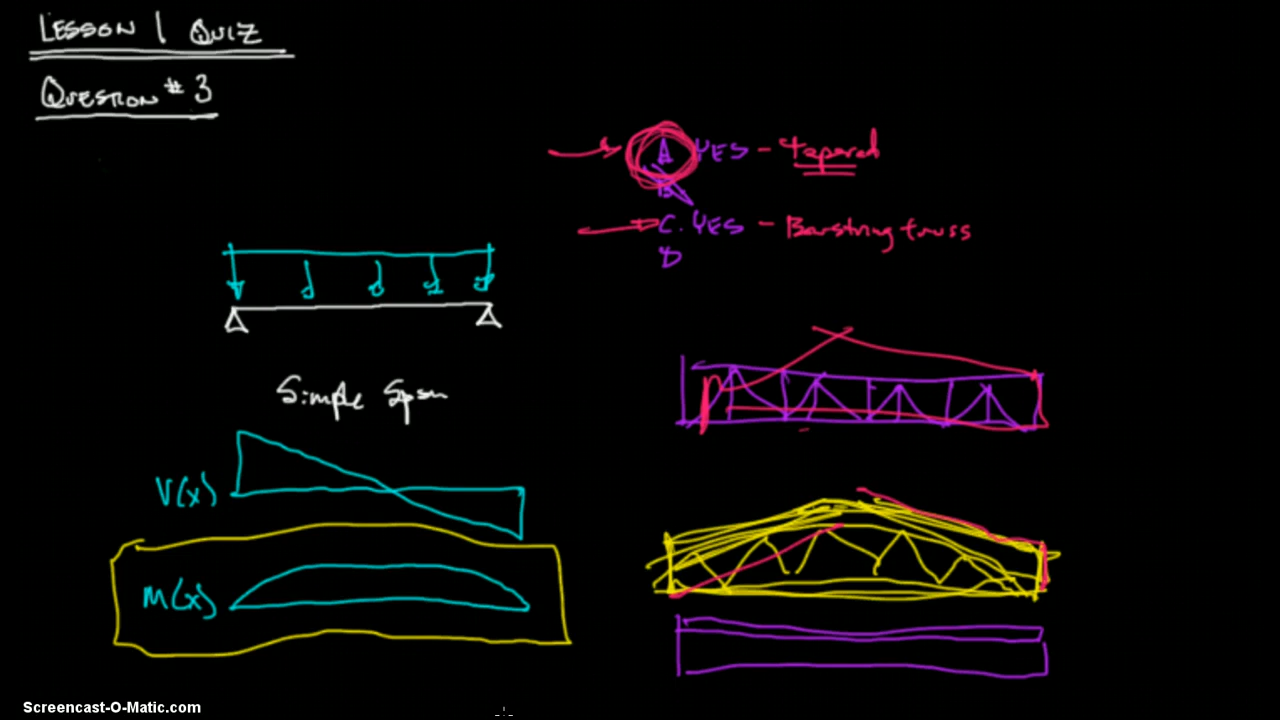 LESSON 1 QUIZ
QUESTION # 3
A YES - Tapered
B
C. YES - Barstring truss
D
Simple Span
V(x)
M(x)
Screencast-O-Matic.com